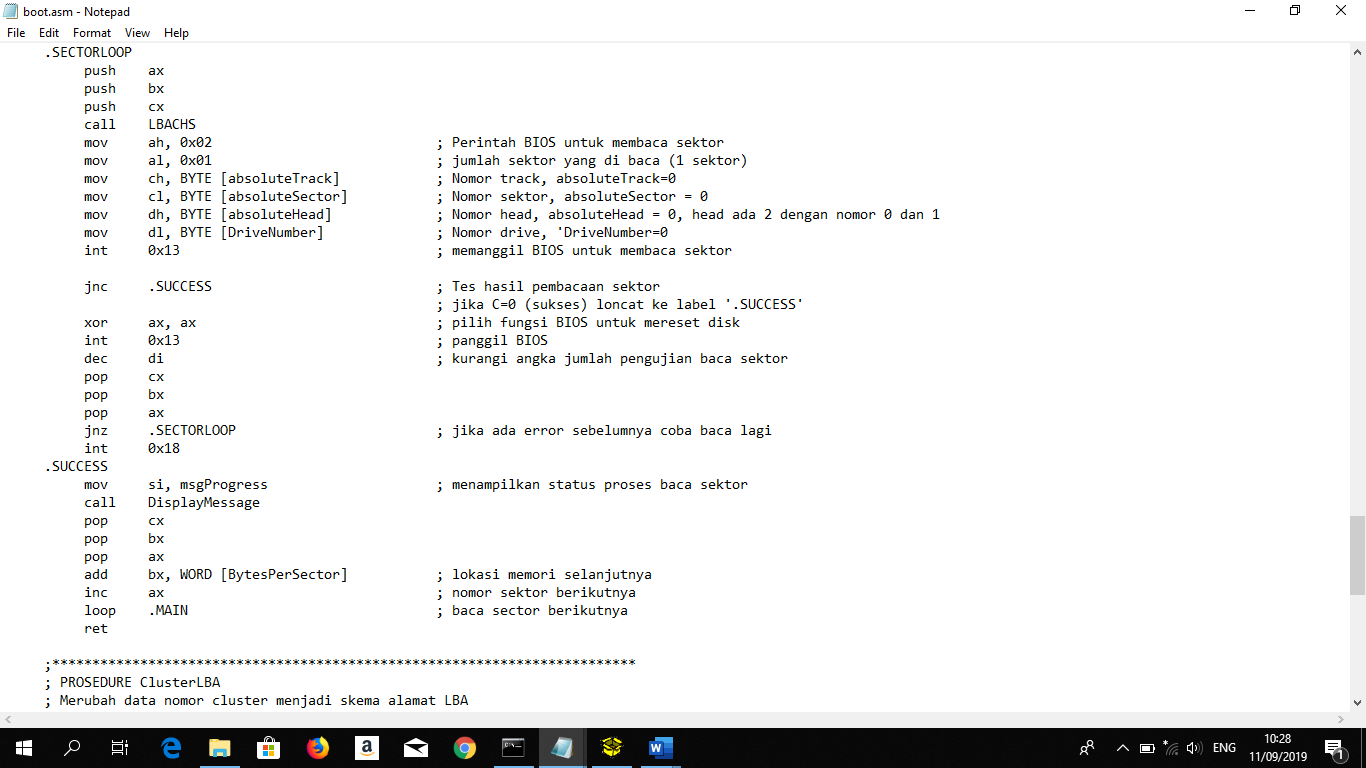 boot.asm - Notepad
File Edit Format View Help
.SECTORLOOP
push ax
push bx
push cx
call LBACHS
mov ah, 0x02 ; Perintah BIOS untuk membaca sektor
mov al, 0x01 ; jumlah sektor yang di baca (1 sektor)
mov ch, BYTE [absoluteTrack] ; Nomor track, absoluteTrack=0
mov cl, BYTE [absoluteSector] ; Nomor sektor, absoluteSector = 0
mov dh, BYTE [absoluteHead] ; Nomor head, absoluteHead = 0, head ada 2 dengan nomor 0 dan 1
mov dl, BYTE [DriveNumber] ; Nomor drive, 'DriveNumber=0
int 0x13 ; memanggil BIOS untuk membaca sektor
jnc .SUCCESS ; Tes hasil pembacaan sektor
; jika C=0 (sukses) loncat ke label '.SUCCESS'
xor ax, ax ; pilih fungsi BIOS untuk mereset disk
int 0x13 ; panggil BIOS
dec di ; kurangi angka jumlah pengujian baca sektor
pop cx
pop bx
pop ax
jnz .SECTORLOOP ; jika ada error sebelumnya coba baca lagi
int 0x18
.SUCCESS
mov si, msgProgress ; menampilkan status proses baca sektor
call DisplayMessage
pop cx
pop bx
pop ax
add bx, WORD [BytesPerSector] ; lokasi memori selanjutnya
inc ax ; nomor sektor berikutnya
loop .MAIN ; baca sector berikutnya
ret
;*************************************************************************
; PROSEDURE ClusterLBA
; Merubah data nomor cluster menjadi skema alamat LBA
ENG
10:28
11/09/2019
1